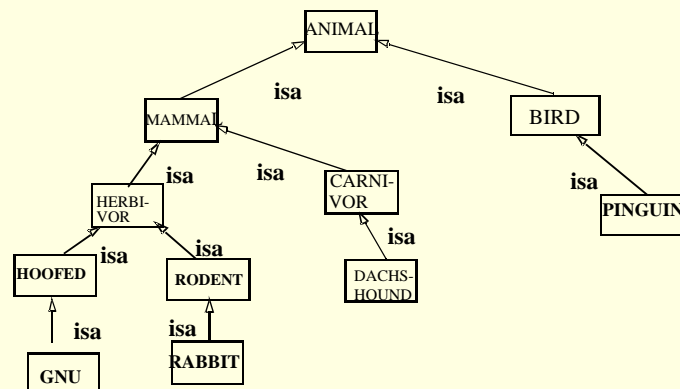 ANIMAL
isa
isa
MAMMAL
BIRD
isa
isa
isa
HERBI-
VOR
CARNI-
VOR
PINGUIN
isa
isa
isa
HOOFED
RODENT
DACHS-
HOUND
isa
isa
GNU
RABBIT